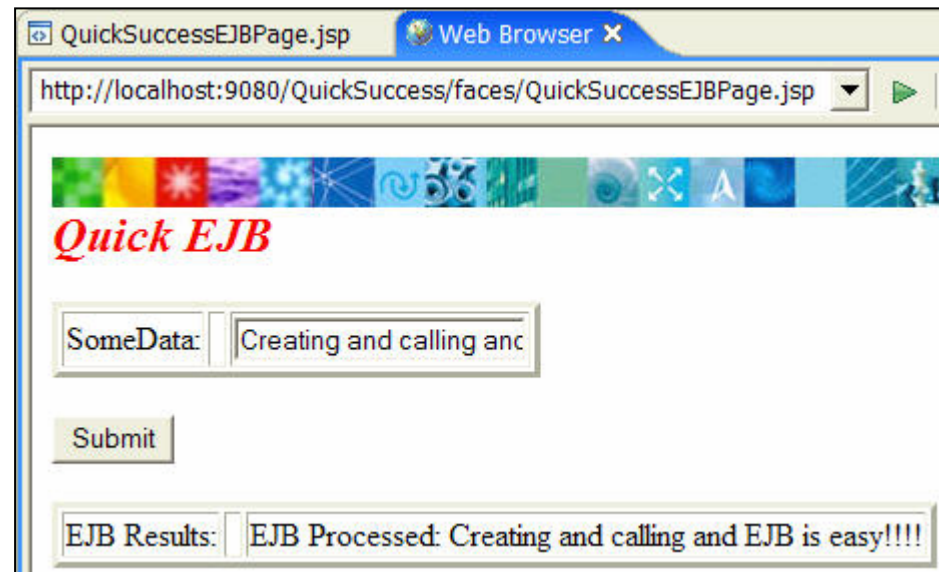 QuickSuccessEJBPage.jsp Web Browser
http://localhost:9080/QuickSuccess/faces/QuickSuccessEJBPage.jsp
Quick EJB
SomeData: Creating and calling and
Submit
EJB Results: EJB Processed: Creating and calling and EJB is easy!!!!